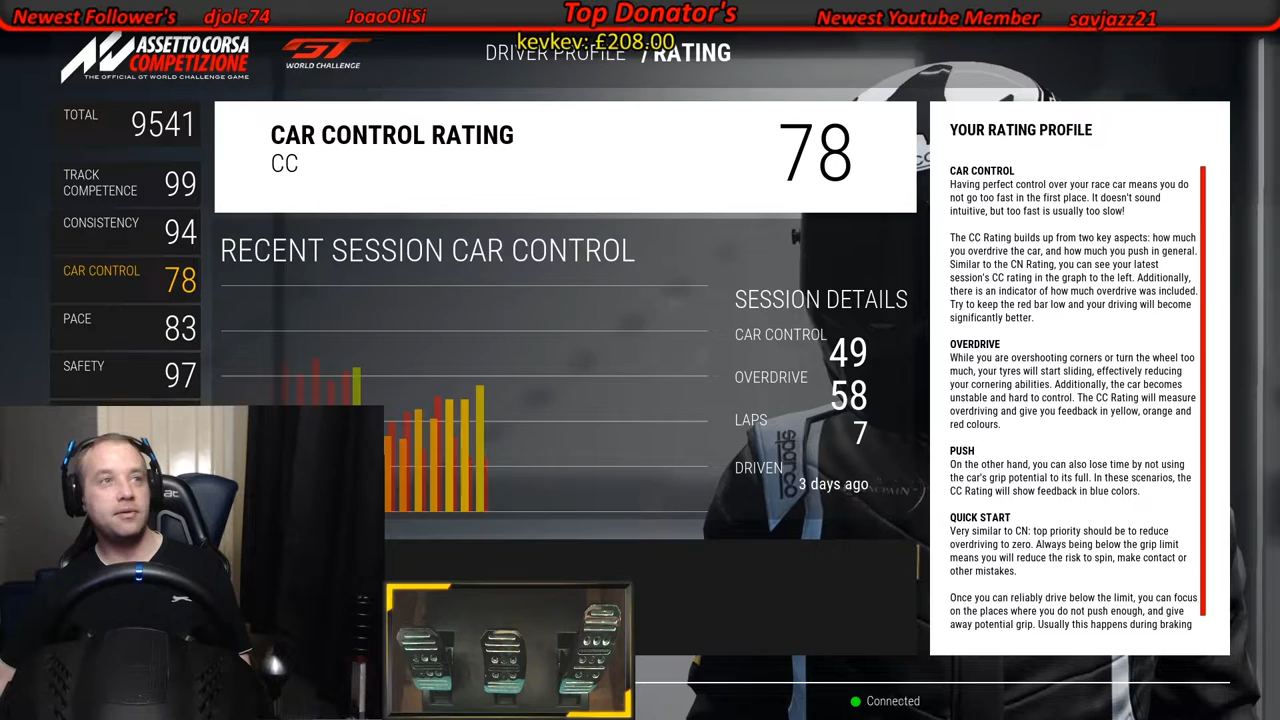 Newest Follower's djole74 JoaoOliSi Top Donator's Newest Youtube Member savjazz21
kevkev: £208.00
ASSETTO CORSA
COMPETIZIONE
THE OFFICIAL GT WORLD CHALLENGE GAME
GT
WORLD CHALLENGE
DRIVER PROFILE / RATING
TOTAL 9541
TRACK
COMPETENCE 99
CONSISTENCY 94
CAR CONTROL 78
PACE 83
SAFETY 97
CAR CONTROL RATING
CC
78
RECENT SESSION CAR CONTROL
SESSION DETAILS
CAR CONTROL
49
OVERDRIVE
58
LAPS
7
DRIVEN
3 days ago
sparco
YOUR RATING PROFILE
CAR CONTROL
Having perfect control over your race car means you do
not go too fast in the first place. It doesn't sound
intuitive, but too fast is usually too slow!
The CC Rating builds up from two key aspects: how much
you overdrive the car, and how much you push in general.
Similar to the CN Rating, you can see your latest
session's CC rating in the graph to the left. Additionally,
there is an indicator of how much overdrive was included.
Try to keep the red bar low and your driving will become
significantly better.
OVERDRIVE
While you are overshooting corners or turn the wheel too
much, your tyres will start sliding, effectively reducing
your cornering abilities. Additionally, the car becomes
unstable and hard to control. The CC Rating will measure
overdriving and give you feedback in yellow, orange and
red colours.
PUSH
On the other hand, you can also lose time by not using
the car's grip potential to its full. In these scenarios, the
CC Rating will show feedback in blue colors.
QUICK START
Very similar to CN: top priority should be to reduce
overdriving to zero. Always being below the grip limit
means you will reduce the risk to spin, make contact or
other mistakes.
Once you can reliably drive below the limit, you can focus
on the places where you do not push enough, and give
away potential grip. Usually this happens during braking
Connected